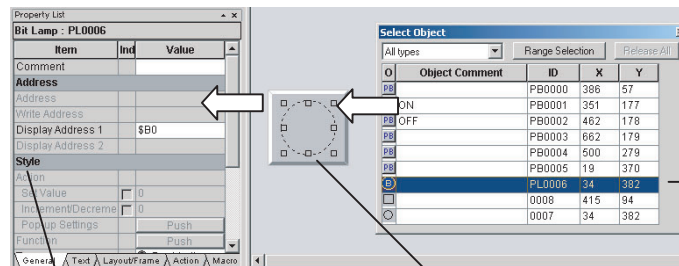 Property List
Bit Lamp : PL0006
Item Ind Value
Comment
Address
Address
Write Address
Display Address 1 $B0
Display Address 2
Style
Action
Set Value 0
Increment/Decreme 0
Pop-up Settings Push
Function Push
General Text Layout/Frame Action Macro
Select Object
All types Range Selection Release All
O Object Comment ID X Y
PB PB0000 386 57
PB ON PB0001 351 177
PB OFF PB0002 462 178
PB PB0003 662 179
PB PB0004 500 279
PB PB0005 19 370
B PL0006 34 382
0008 415 94
0007 34 382